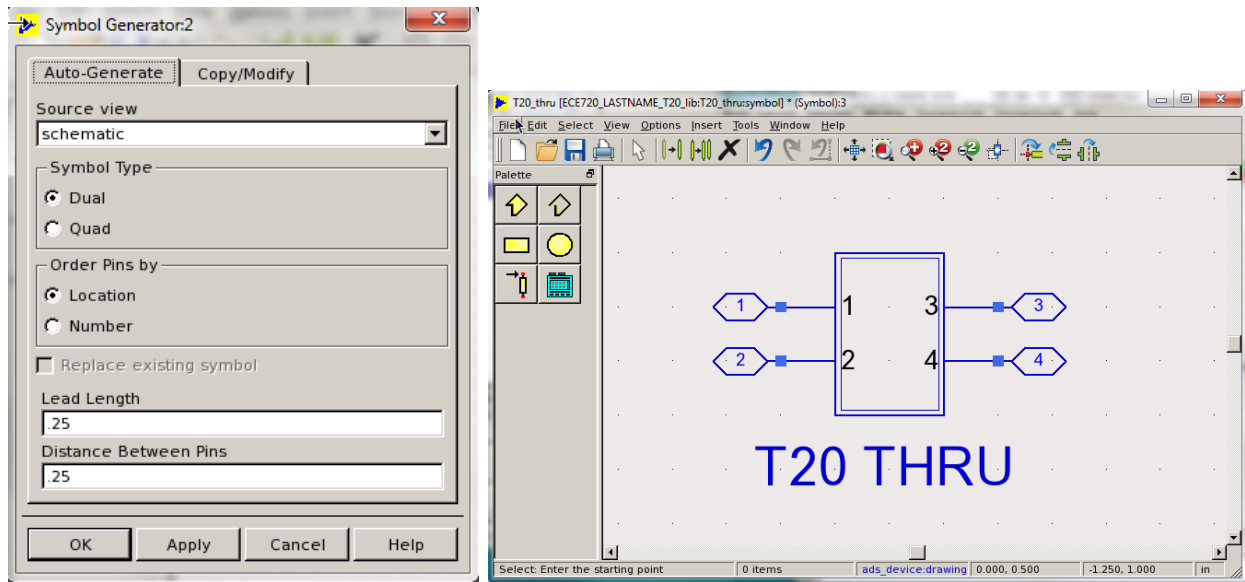 Symbol Generator:2
Auto-Generate Copy/Modify
Source view
schematic
Symbol Type
Dual
Quad
Order Pins by
Location
Number
Replace existing symbol
Lead Length
.25
Distance Between Pins
.25
OK Apply Cancel Help
T20_thru [ECE720_LASTNAME_T20_lib:T20_thru:symbol] * (Symbol):3
File Edit Select View Options Insert Tools Window Help
+2 -2
Palette
1 1 3 3
2 2 4 4
T20 THRU
Select: Enter the starting point 0 items ads_device:drawing 0.000, 0.500 -1.250, 1.000 in